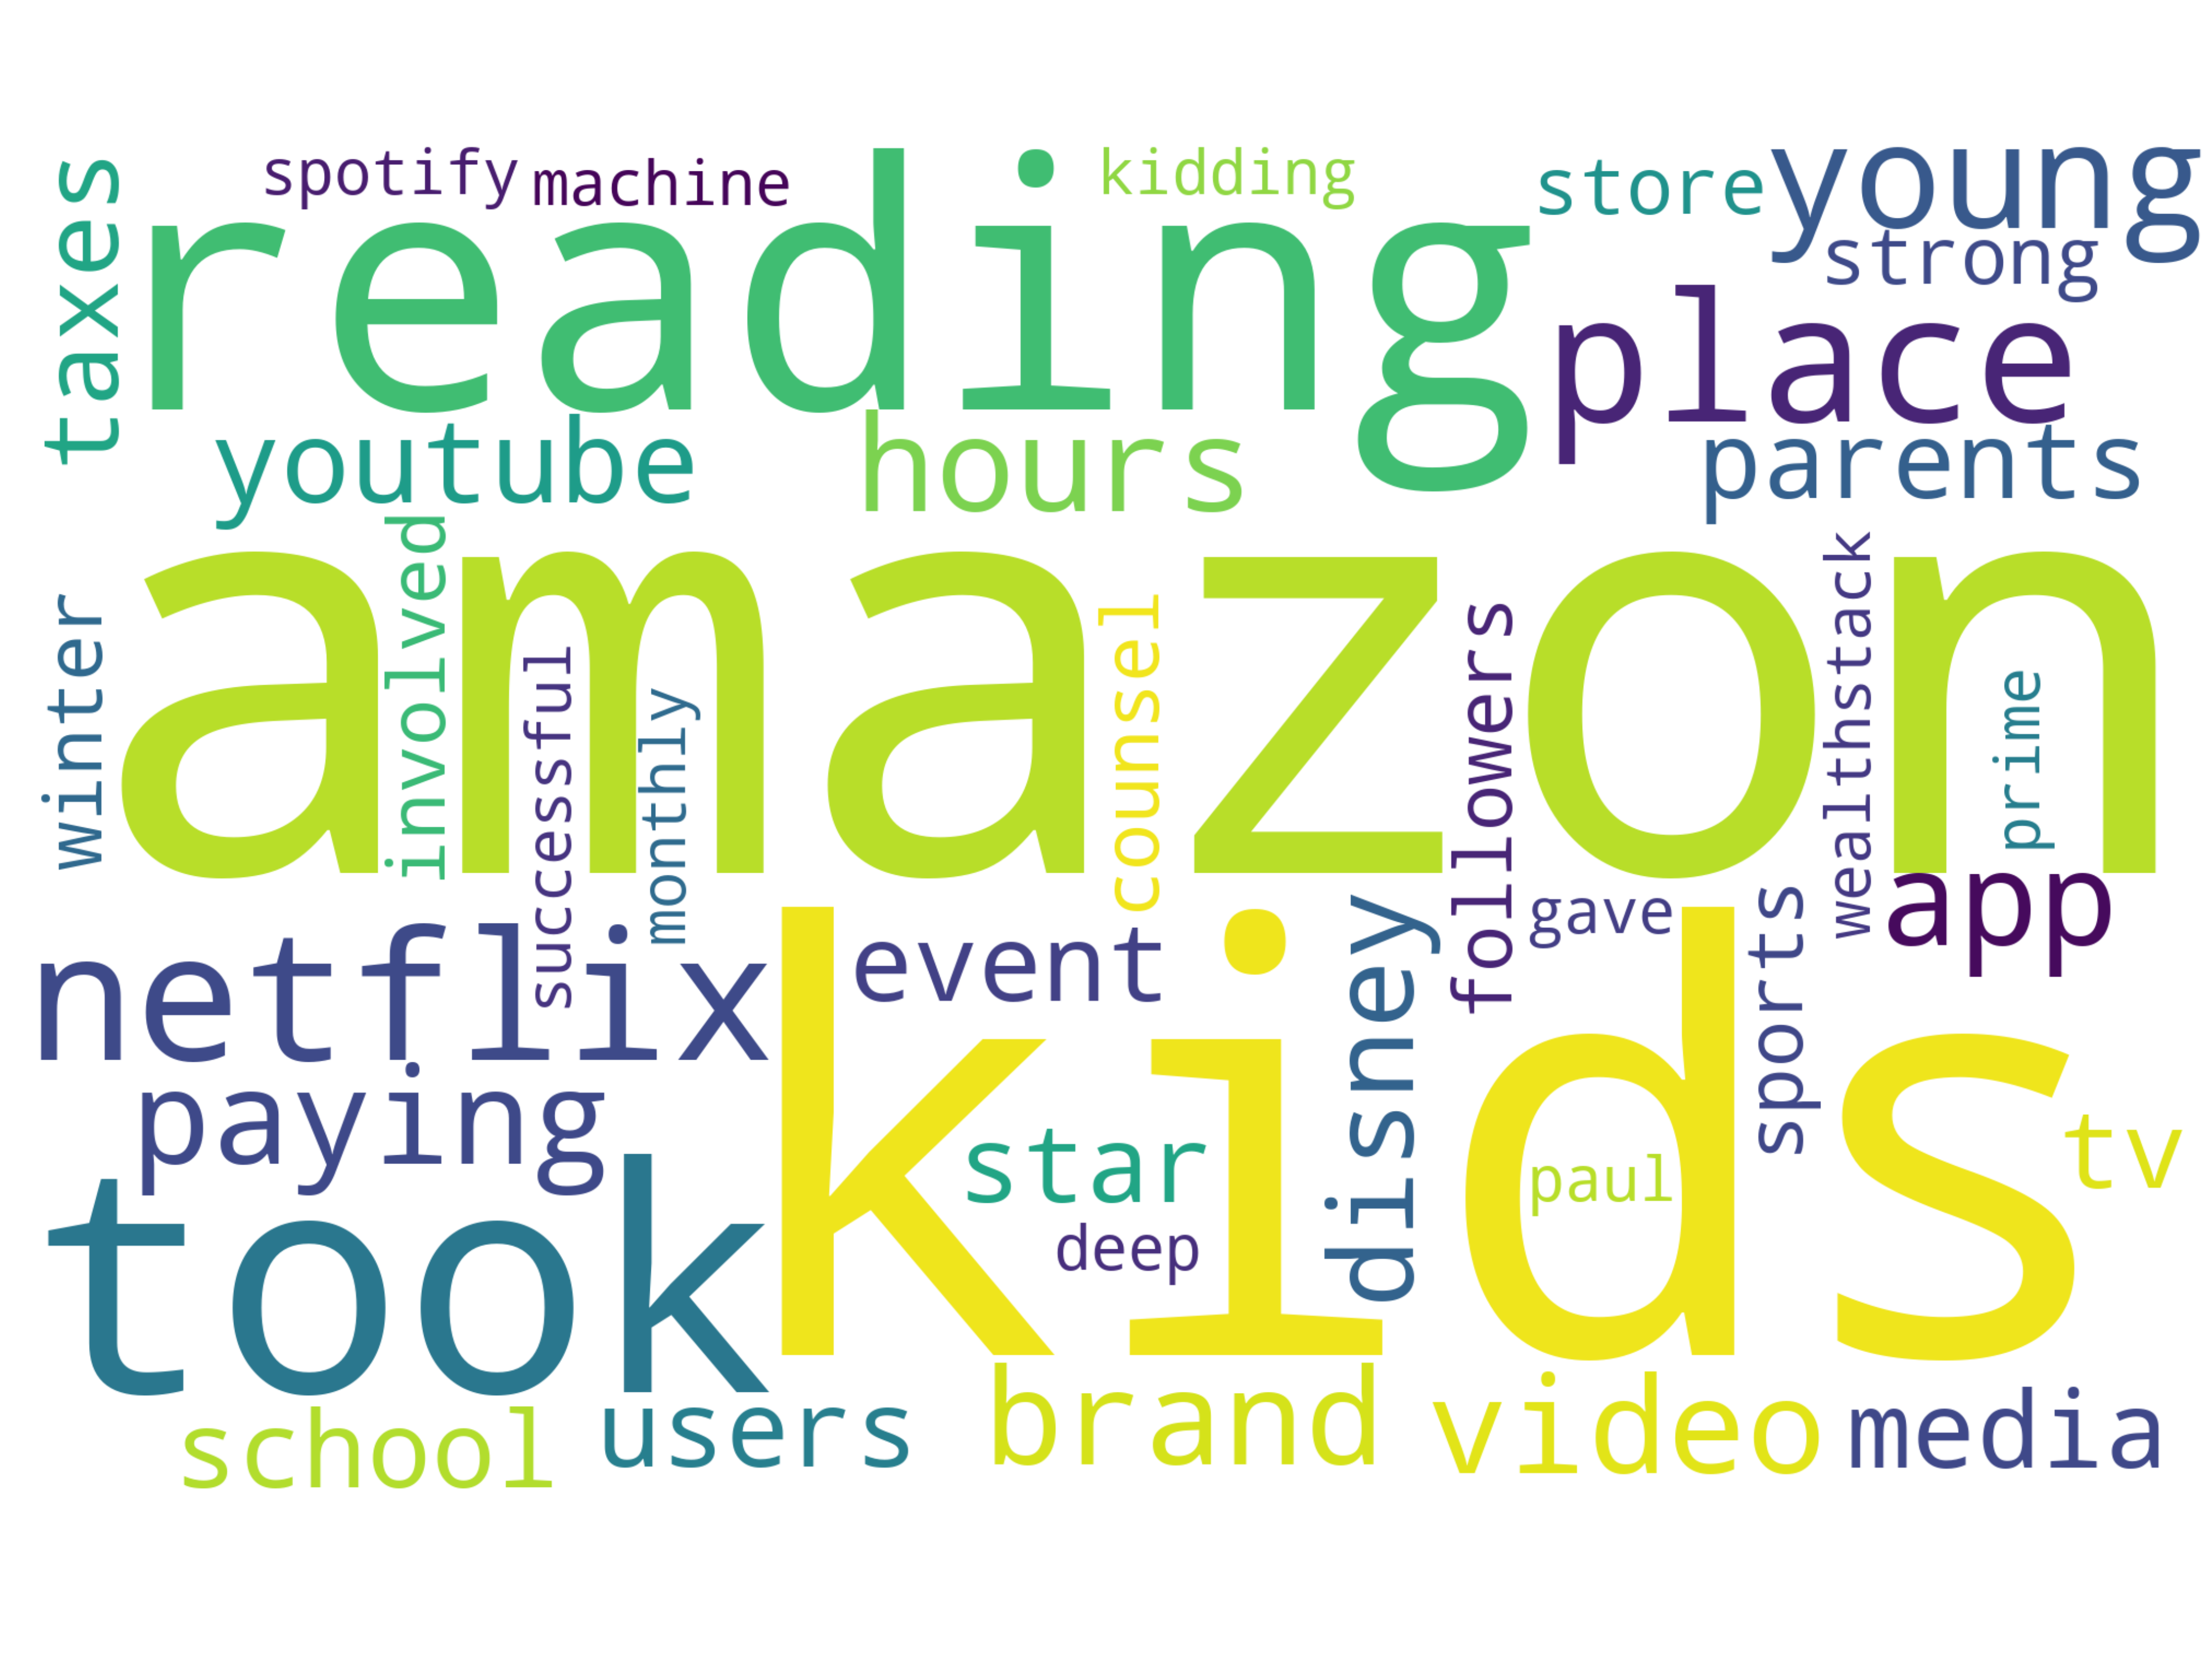 spotify
machine
kidding
store
young
taxes
reading
strong
place
youtube
hours
parents
involved
amazon
winter
successful
monthly
counsel
followers
wealthstack
prime
netflix
event
disney
gave
sports
app
kids
paying
star
paul
tv
took
deep
school
users
brand
video
media